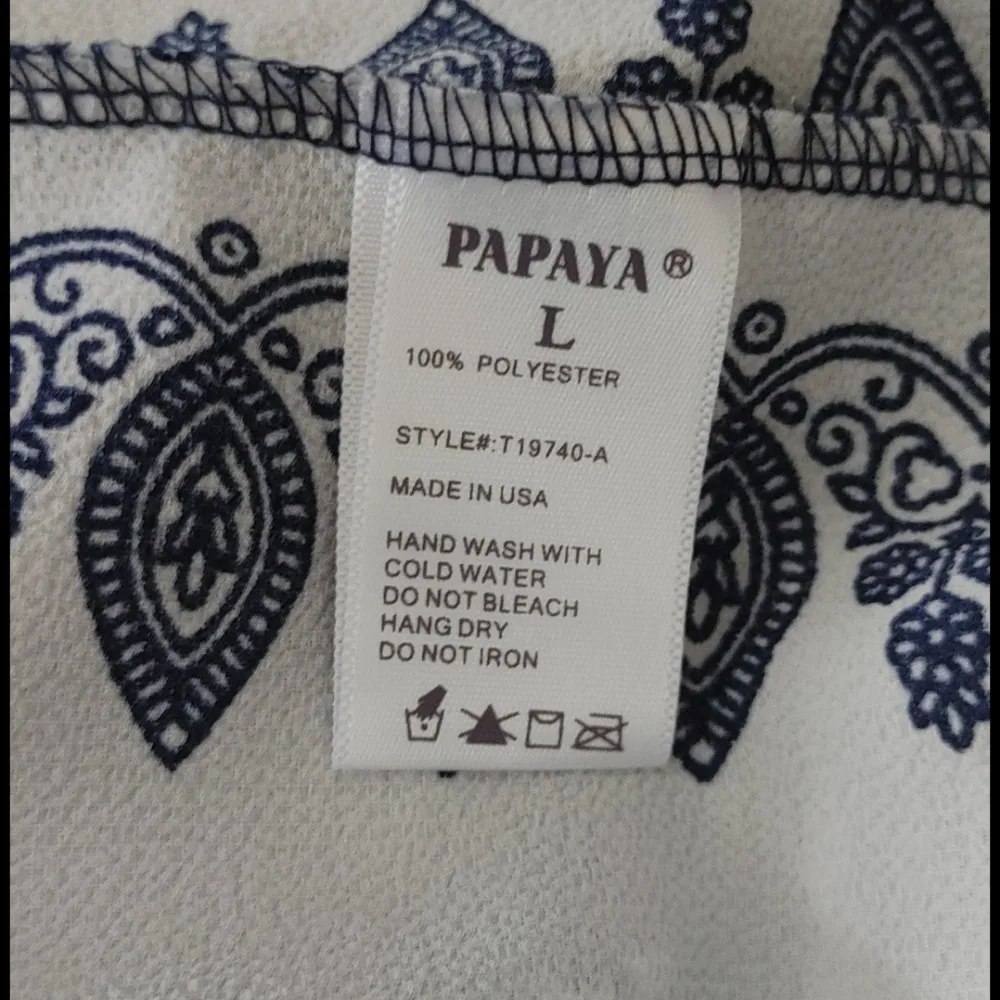 PAPAYA ®
L
100% POLYESTER
STYLE#:T19740-A
MADE IN USA
HAND WASH WITH
COLD WATER
DO NOT BLEACH
HANG DRY
DO NOT IRON